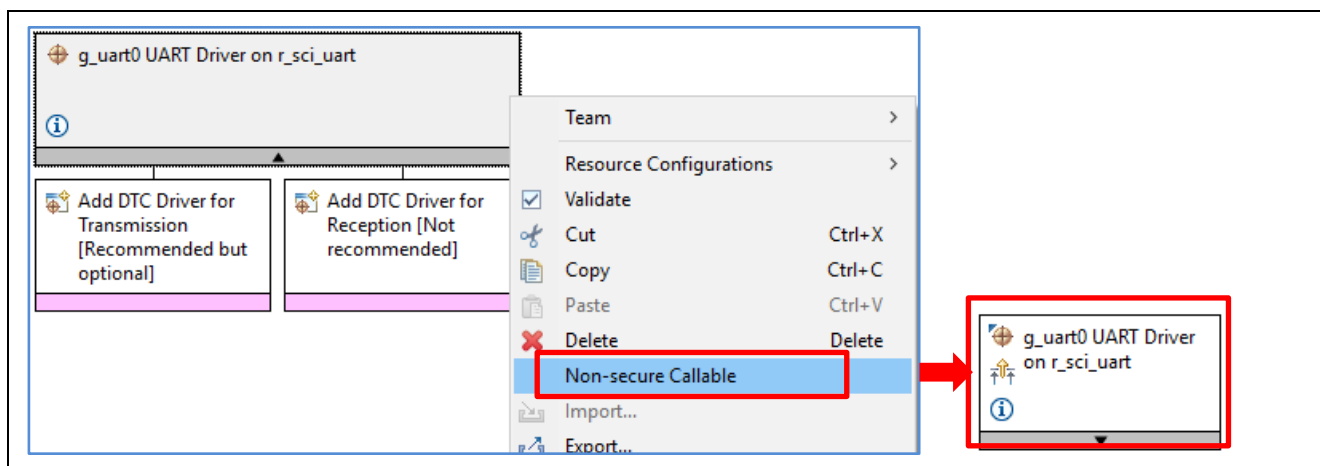 g_uart0 UART Driver on r_sci_uart
Add DTC Driver for
Transmission
[Recommended but
optional]
Add DTC Driver for
Reception [Not
recommended]
Team
Resource Configurations
Validate
Cut Ctrl+X
Copy Ctrl+C
Paste Ctrl+V
Delete Delete
Non-secure Callable
Import...
Export...
g_uart0 UART Driver
on r_sci_uart